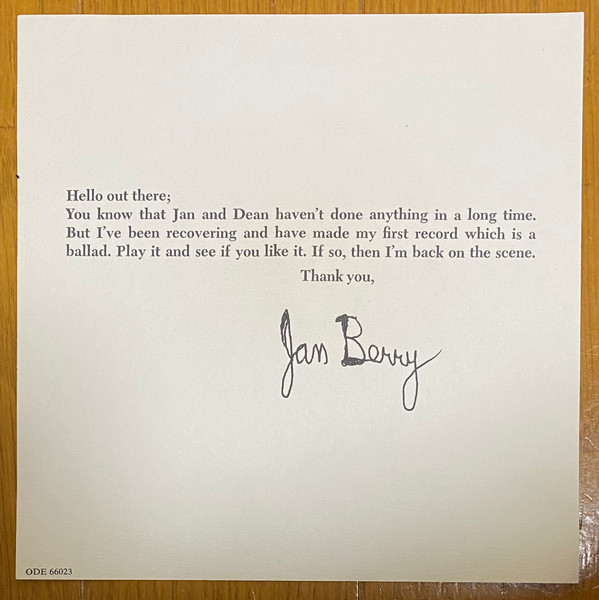 Hello out there;
You know that Jan and Dean haven't done anything in a long time.
But I've been recovering and have made my first record which is a
ballad. Play it and see if you like it. If so, then I'm back on the scene.
Thank you,
Jan Berry
ODE 66023